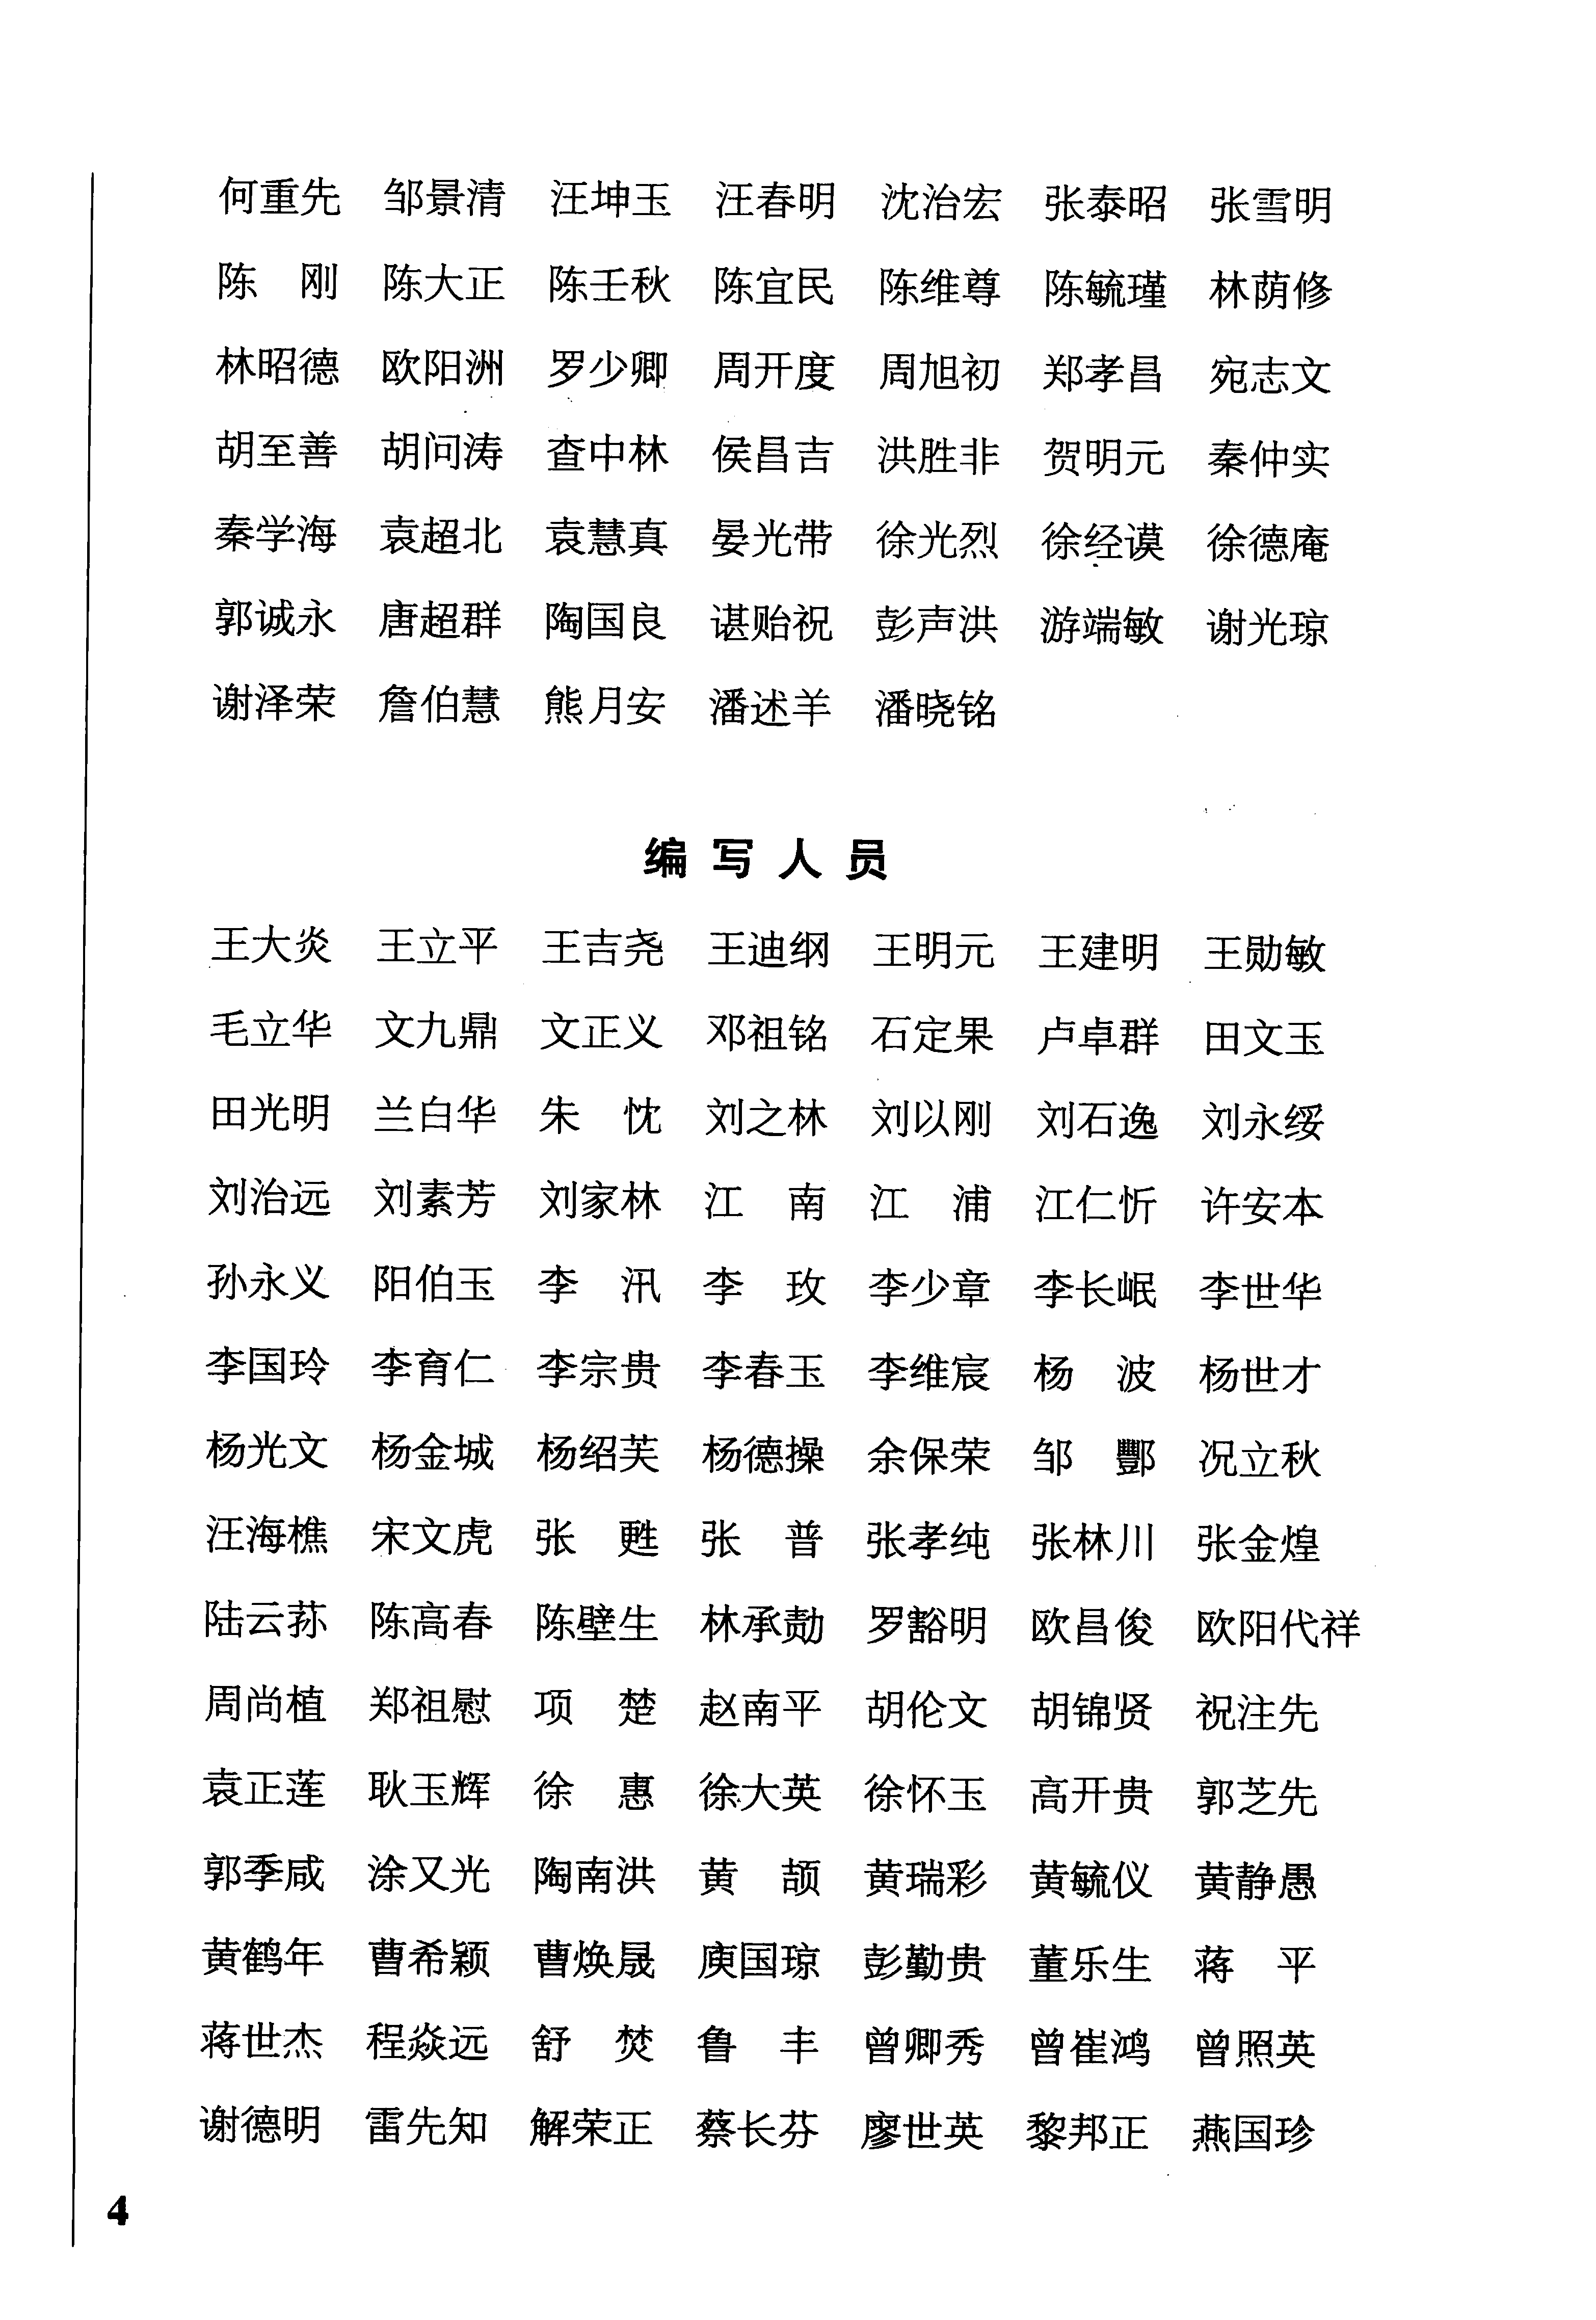 何重先 邹景清 汪坤玉 汪春明 沈治宏 张泰昭 张雪明
陈 刚 陈大正 陈壬秋 陈宜民 陈维尊 陈毓瑾 林荫修
林昭德 欧阳洲 罗少卿 周开度 周旭初 郑孝昌 宛志文
胡至善 胡问涛 查中林 侯昌吉 洪胜非 贺明元 秦仲实
秦学海 袁超北 袁慧真 晏光带 徐光烈 徐经谟 徐德庵
郭诚永 唐超群 陶国良 谌贻祝 彭声洪 游端敏 谢光琼
谢泽荣 詹伯慧 熊月安 潘述羊 潘晓铭
编写人员
王大炎 王立平 王吉尧 王迪纲 王明元 王建明 王勋敏
毛立华 文九鼎 文正义 邓祖铭 石定果 卢卓群 田文玉
田光明 兰白华 朱 忱 刘之林 刘以刚 刘石逸 刘永绥
刘治远 刘素芳 刘家林 江 南 江 浦 江仁忻 许安本
孙永义 阳伯玉 李 汛 李 玫 李少章 李长岷 李世华
李国玲 李育仁 李宗贵 李春玉 李维宸 杨 波 杨世才
杨光文 杨金城 杨绍芙 杨德操 余保荣 邹 酆 况立秋
汪海樵 宋文虎 张 甦 张 普 张孝纯 张林川 张金煌
陆云荪 陈高春 陈壁生 林承勋 罗豁明 欧昌俊 欧阳代祥
周尚植 郑祖慰 项 楚 赵南平 胡伦文 胡锦贤 祝注先
袁正莲 耿玉辉 徐 惠 徐大英 徐怀玉 高开贵 郭芝先
郭季咸 涂又光 陶南洪 黄 颉 黄瑞彩 黄毓仪 黄静愚
黄鹤年 曹希颖 曹焕晟 庾国琼 彭勤贵 董乐生 蒋 平
蒋世杰 程焱远 舒 焚 鲁 丰 曾卿秀 曾崔鸿 曾照英
谢德明 雷先知 解荣正 蔡长芬 廖世英 黎邦正 燕国珍
4